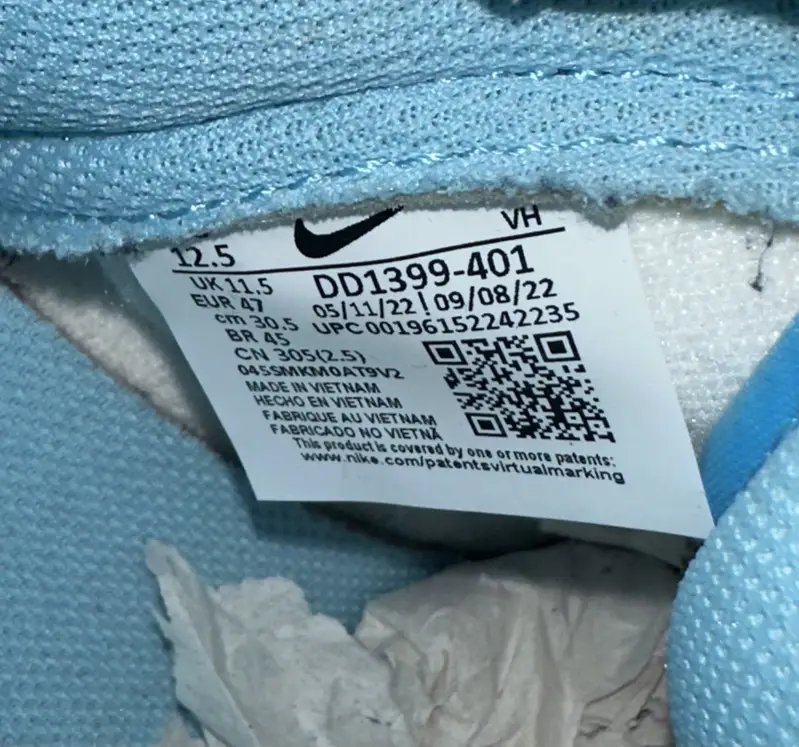 VH
12.5
UK 11.5
EUR 47
cm 30.5
BR 45
CN 305(2.5)
DD1399-401
05/11/22 | 09/08/22
UPC 00196152242235
045SMKM0AT9V2
MADE IN VIETNAM
HECHO EN VIETNAM
FABRIQUE AU VIETNAM
FABRICADO NO VIETNÃ
This product is covered by one or more patents:
www.nike.com/patentsvirtualmarking